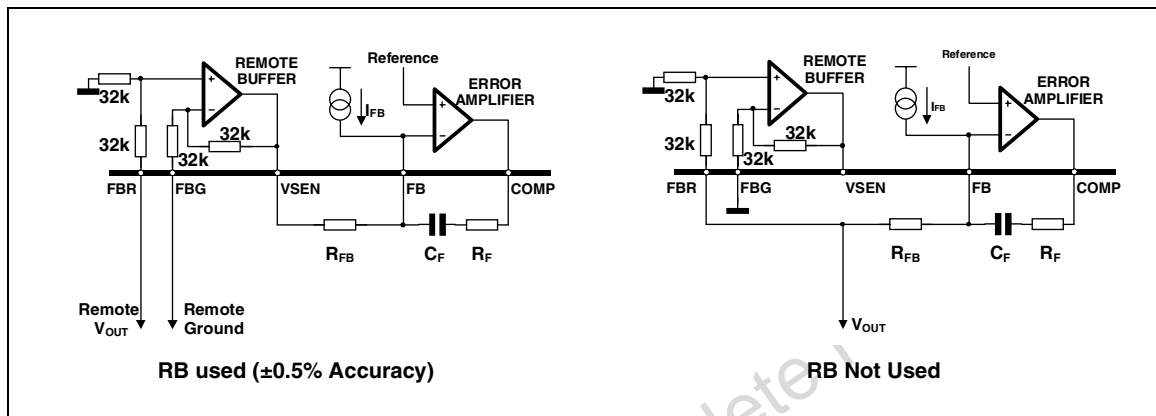 REMOTE
BUFFER
32k
32k
32k
32k
Reference
ERROR
AMPLIFIER
IFB
FBR
FBG
VSEN
FB
COMP
RFB
CF
RF
Remote
VOUT
Remote
Ground
RB used (±0.5% Accuracy)
REMOTE
BUFFER
32k
32k
32k
32k
Reference
ERROR
AMPLIFIER
IFB
FBR
FBG
VSEN
FB
COMP
RFB
CF
RF
VOUT
RB Not Used